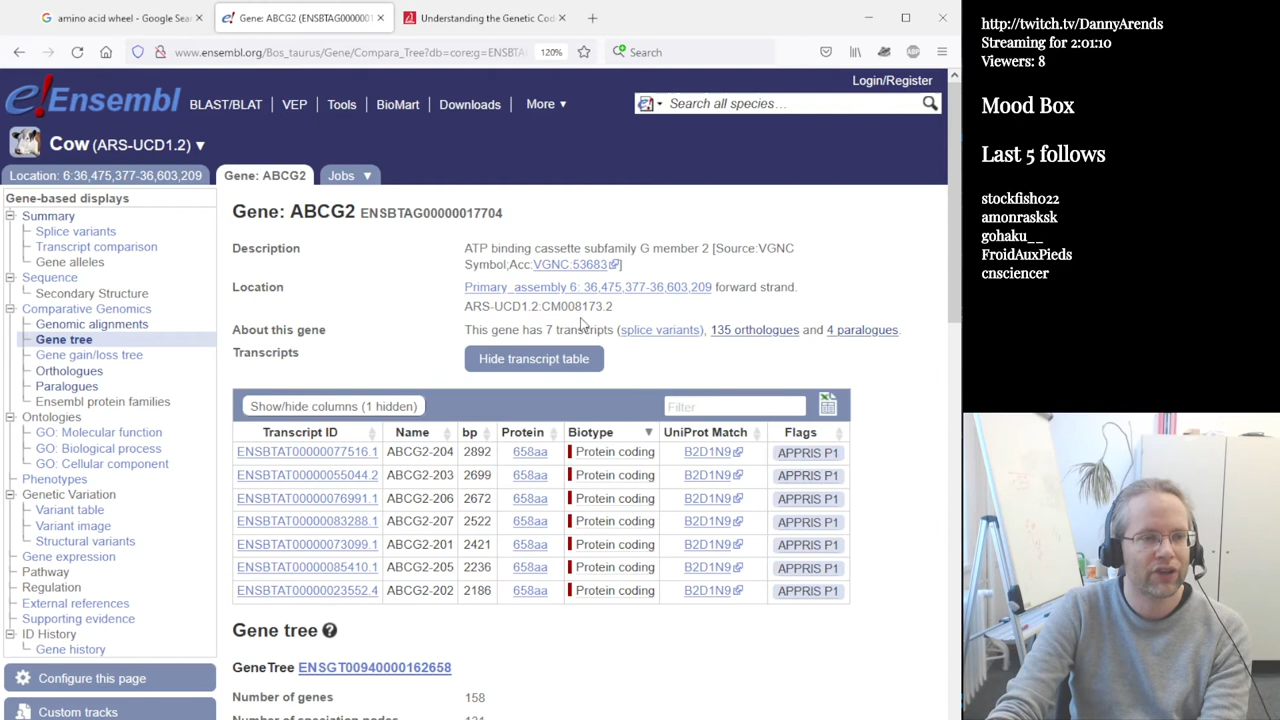 amino acid wheel - Google Sear
Gene: ABCG2 (ENSBTAG0000001
Understanding the Genetic Cod
www.ensembl.org/Bos_taurus/Gene/Compara_Tree?db=core;g=ENSBTA
120%
Search
Login/Register
e!Ensembl
BLAST/BLAT
VEP
Tools
BioMart
Downloads
More
Search all species...
Cow (ARS-UCD1.2)
Location: 6:36,475,377-36,603,209
Gene: ABCG2
Jobs
Gene-based displays
Summary
Splice variants
Transcript comparison
Gene alleles
Sequence
Secondary Structure
Comparative Genomics
Genomic alignments
Gene tree
Gene gain/loss tree
Orthologues
Paralogues
Ensembl protein families
Ontologies
GO: Molecular function
GO: Biological process
GO: Cellular component
Phenotypes
Genetic Variation
Variant table
Variant image
Structural variants
Gene expression
Pathway
Regulation
External references
Supporting evidence
ID History
Gene history
Configure this page
Custom tracks
Gene: ABCG2 ENSBTAG00000017704
Description
ATP binding cassette subfamily G member 2 [Source:VGNC
Symbol;Acc:VGNC:53683]
Location
Primary_assembly 6: 36,475,377-36,603,209 forward strand.
ARS-UCD1.2:CM008173.2
About this gene
This gene has 7 transcripts (splice variants), 135 orthologues and 4 paralogues.
Transcripts
Hide transcript table
Show/hide columns (1 hidden)
Filter
Transcript ID Name bp Protein Biotype UniProt Match Flags
ENSBTAT00000077516.1 ABCG2-204 2892 658aa Protein coding B2D1N9 APPRIS P1
ENSBTAT00000055044.2 ABCG2-203 2699 658aa Protein coding B2D1N9 APPRIS P1
ENSBTAT00000076991.1 ABCG2-206 2672 658aa Protein coding B2D1N9 APPRIS P1
ENSBTAT00000083288.1 ABCG2-207 2522 658aa Protein coding B2D1N9 APPRIS P1
ENSBTAT00000073099.1 ABCG2-201 2421 658aa Protein coding B2D1N9 APPRIS P1
ENSBTAT00000085410.1 ABCG2-205 2236 658aa Protein coding B2D1N9 APPRIS P1
ENSBTAT00000023552.4 ABCG2-202 2186 658aa Protein coding B2D1N9 APPRIS P1
Gene tree
GeneTree ENSGT00940000162658
Number of genes 158
http://twitch.tv/DannyArends
Streaming for 2:01:10
Viewers: 8
Mood Box
Last 5 follows
stockfish022
amonrasksk
gohaku__
FroidAuxPieds
cnsciencer